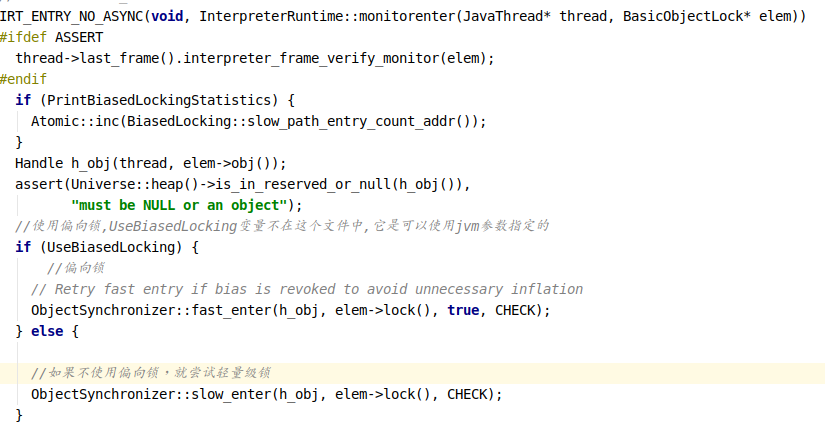 IRT_ENTRY_NO_ASYNC(void, InterpreterRuntime::monitorenter(JavaThread* thread, BasicObjectLock* elem))
#ifdef ASSERT
  thread->last_frame().interpreter_frame_verify_monitor(elem);
#endif
  if (PrintBiasedLockingStatistics) {
    Atomic::inc(BiasedLocking::slow_path_entry_count_addr());
  }
  Handle h_obj(thread, elem->obj());
  assert(Universe::heap()->is_in_reserved_or_null(h_obj()),
         "must be NULL or an object");
  //使用偏向锁,UseBiasedLocking变量不在这个文件中,它是可以使用jvm参数指定的
  if (UseBiasedLocking) {
      //偏向锁
    // Retry fast entry if bias is revoked to avoid unnecessary inflation
    ObjectSynchronizer::fast_enter(h_obj, elem->lock(), true, CHECK);
  } else {
    //如果不使用偏向锁，就尝试轻量级锁
    ObjectSynchronizer::slow_enter(h_obj, elem->lock(), CHECK);
  }